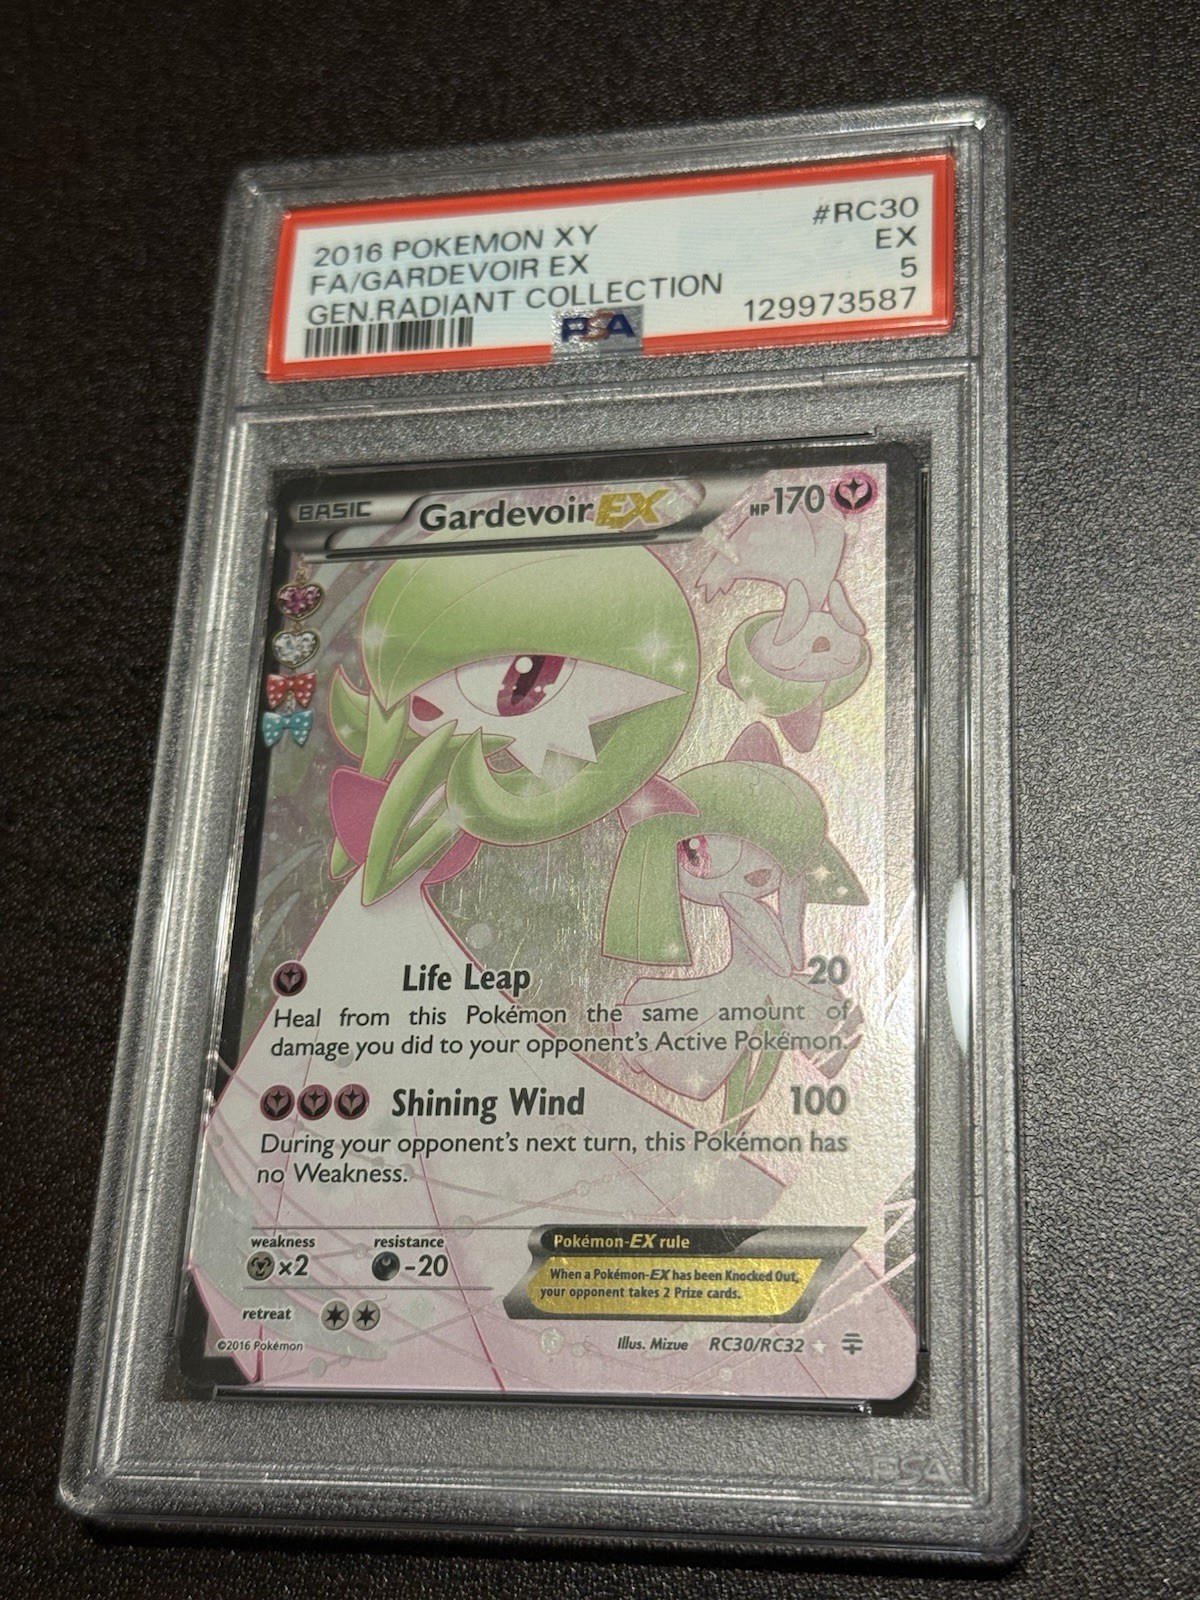 2016 POKEMON XY #RC30
FA/GARDEVOIR EX EX
GEN.RADIANT COLLECTION 5
PSA 129973587
BASIC Gardevoir EX HP 170
Life Leap 20
Heal from this Pokémon the same amount of
damage you did to your opponent's Active Pokémon.
Shining Wind 100
During your opponent's next turn, this Pokémon has
no Weakness.
weakness resistance
×2 -20
retreat
Pokémon-EX rule
When a Pokémon-EX has been Knocked Out,
your opponent takes 2 Prize cards.
©2016 Pokémon
Illus. Mizue RC30/RC32
PSA